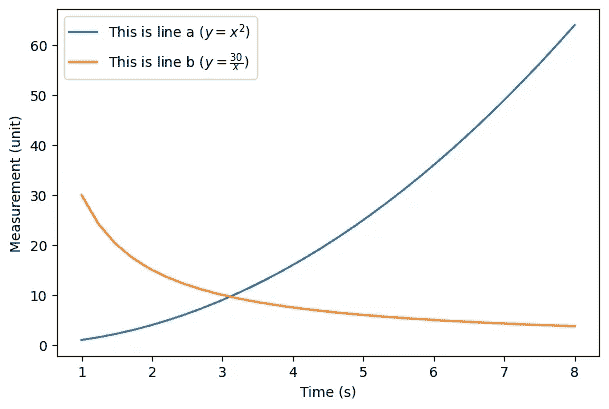 This is line a (y = x²)
This is line b (y = 30/x)
60
50
40
30
20
10
0
Measurement (unit)
1 2 3 4 5 6 7 8
Time (s)